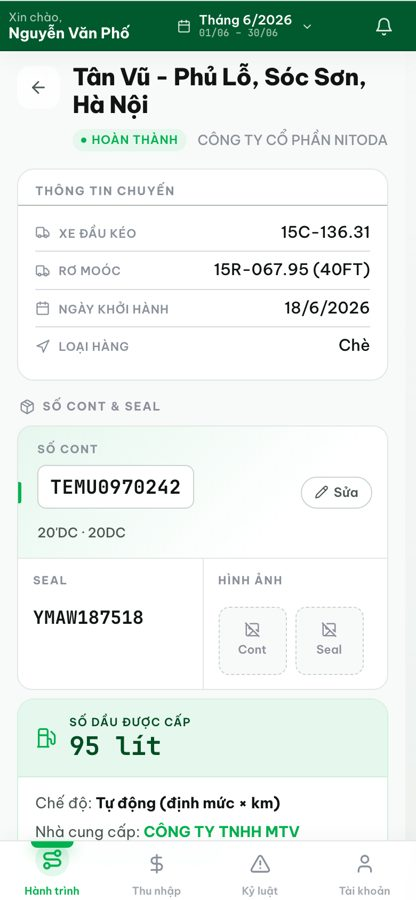 Xin chào,
Nguyễn Văn Phố
Tháng 6/2026
01/06 – 30/06
Tân Vũ - Phủ Lỗ, Sóc Sơn,
Hà Nội
HOÀN THÀNH
CÔNG TY CỔ PHẦN NITODA
THÔNG TIN CHUYẾN
XE ĐẦU KÉO 15C-136.31
RƠ MOÓC 15R-067.95 (40FT)
NGÀY KHỞI HÀNH 18/6/2026
LOẠI HÀNG Chè
SỐ CONT & SEAL
SỐ CONT
TEMU0970242
Sửa
20'DC · 20DC
SEAL
YMAW187518
HÌNH ẢNH
Cont Seal
SỐ DẦU ĐƯỢC CẤP
95 lít
Chế độ: Tự động (định mức × km)
Nhà cung cấp: CÔNG TY TNHH MTV
Hành trình Thu nhập Kỷ luật Tài khoản